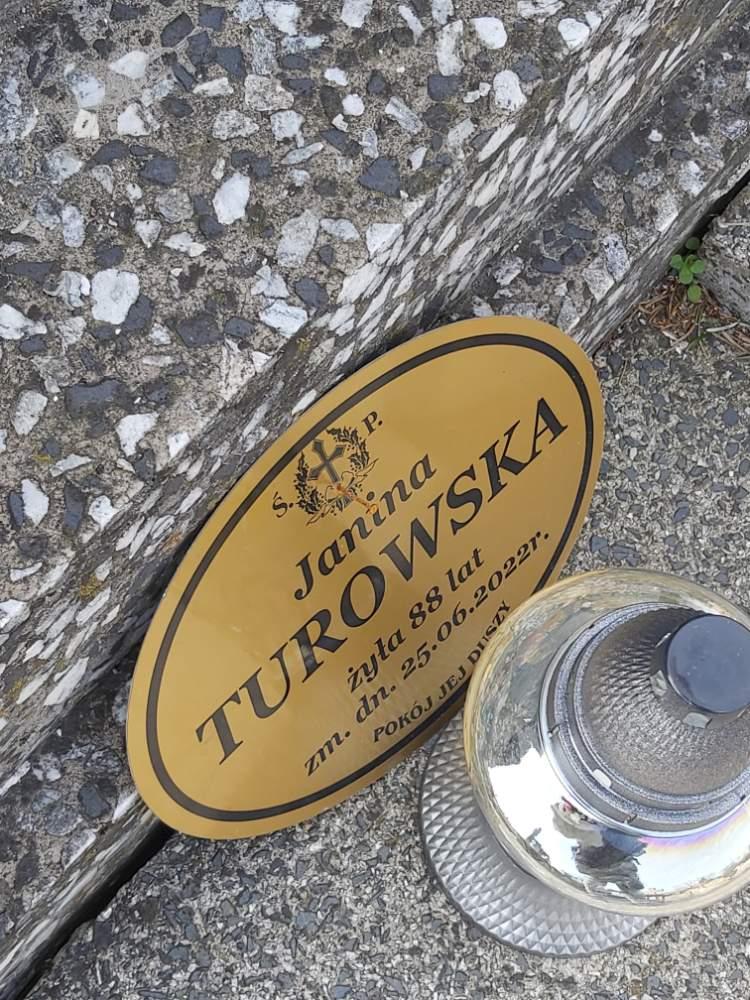 Ś. P.
Janina
TUROWSKA
żyła 88 lat
zm. dn. 25.06.2022r.
POKÓJ JEJ DUSZY